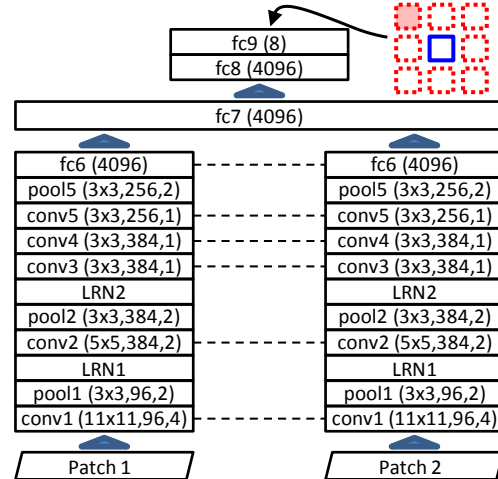 fc9 (8)
fc8 (4096)
fc7 (4096)
fc6 (4096)
pool5 (3x3,256,2)
conv5 (3x3,256,1)
conv4 (3x3,384,1)
conv3 (3x3,384,1)
LRN2
pool2 (3x3,384,2)
conv2 (5x5,384,2)
LRN1
pool1 (3x3,96,2)
conv1 (11x11,96,4)
Patch 1
fc6 (4096)
pool5 (3x3,256,2)
conv5 (3x3,256,1)
conv4 (3x3,384,1)
conv3 (3x3,384,1)
LRN2
pool2 (3x3,384,2)
conv2 (5x5,384,2)
LRN1
pool1 (3x3,96,2)
conv1 (11x11,96,4)
Patch 2